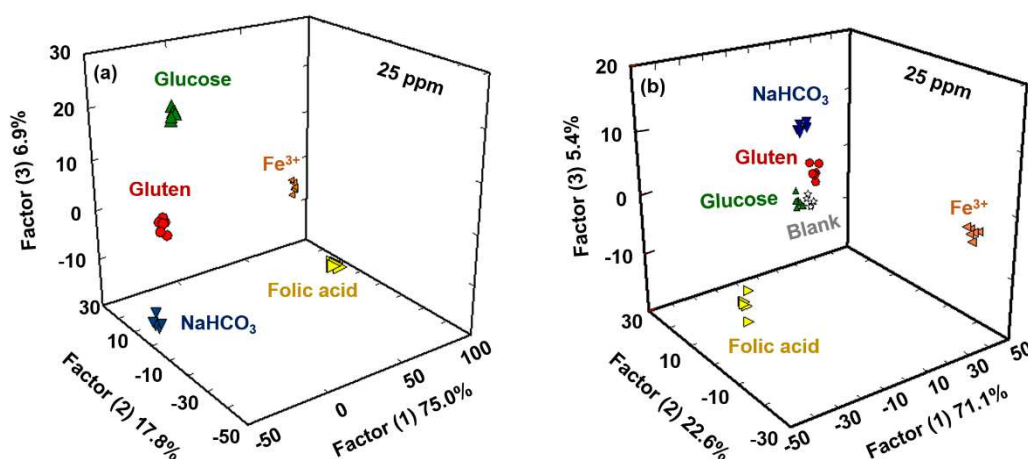 (a)
25 ppm
Glucose
Fe³⁺
Gluten
Folic acid
NaHCO₃
Factor (3) 6.9%
30
20
10
0
-10
30
10
-10
-30
-50
Factor (2) 17.8%
-50
0
50
100
Factor (1) 75.0%
(b)
25 ppm
NaHCO₃
Gluten
Glucose
Blank
Fe³⁺
Folic acid
Factor (3) 5.4%
20
10
0
-10
30
10
-10
-30
Factor (2) 22.6%
-50
-30
-10
10
30
50
Factor (1) 71.1%